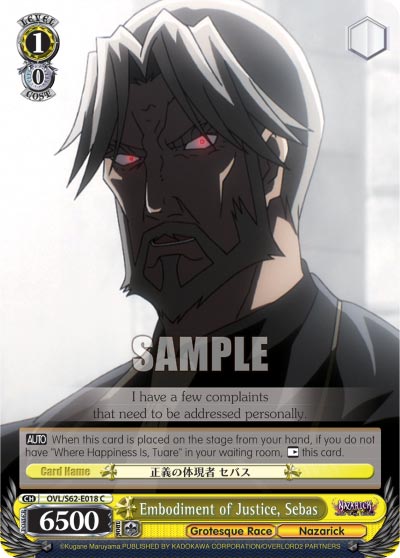 LEVEL
1
0
COST
SAMPLE
I have a few complaints
that need to be addressed personally.
AUTO When this card is placed on the stage from your hand, if you do not
have "Where Happiness Is, Tuare" in your waiting room, this card.
Card Name 正義の体現者 セバス
CH OVL/S62-E018 C
POWER 6500 SOUL Embodiment of Justice, Sebas NAZARICK
Grotesque Race Nazarick
©Kugane Maruyama,PUBLISHED BY KADOKAWA CORPORATION/OVERLORD2 PARTNERS